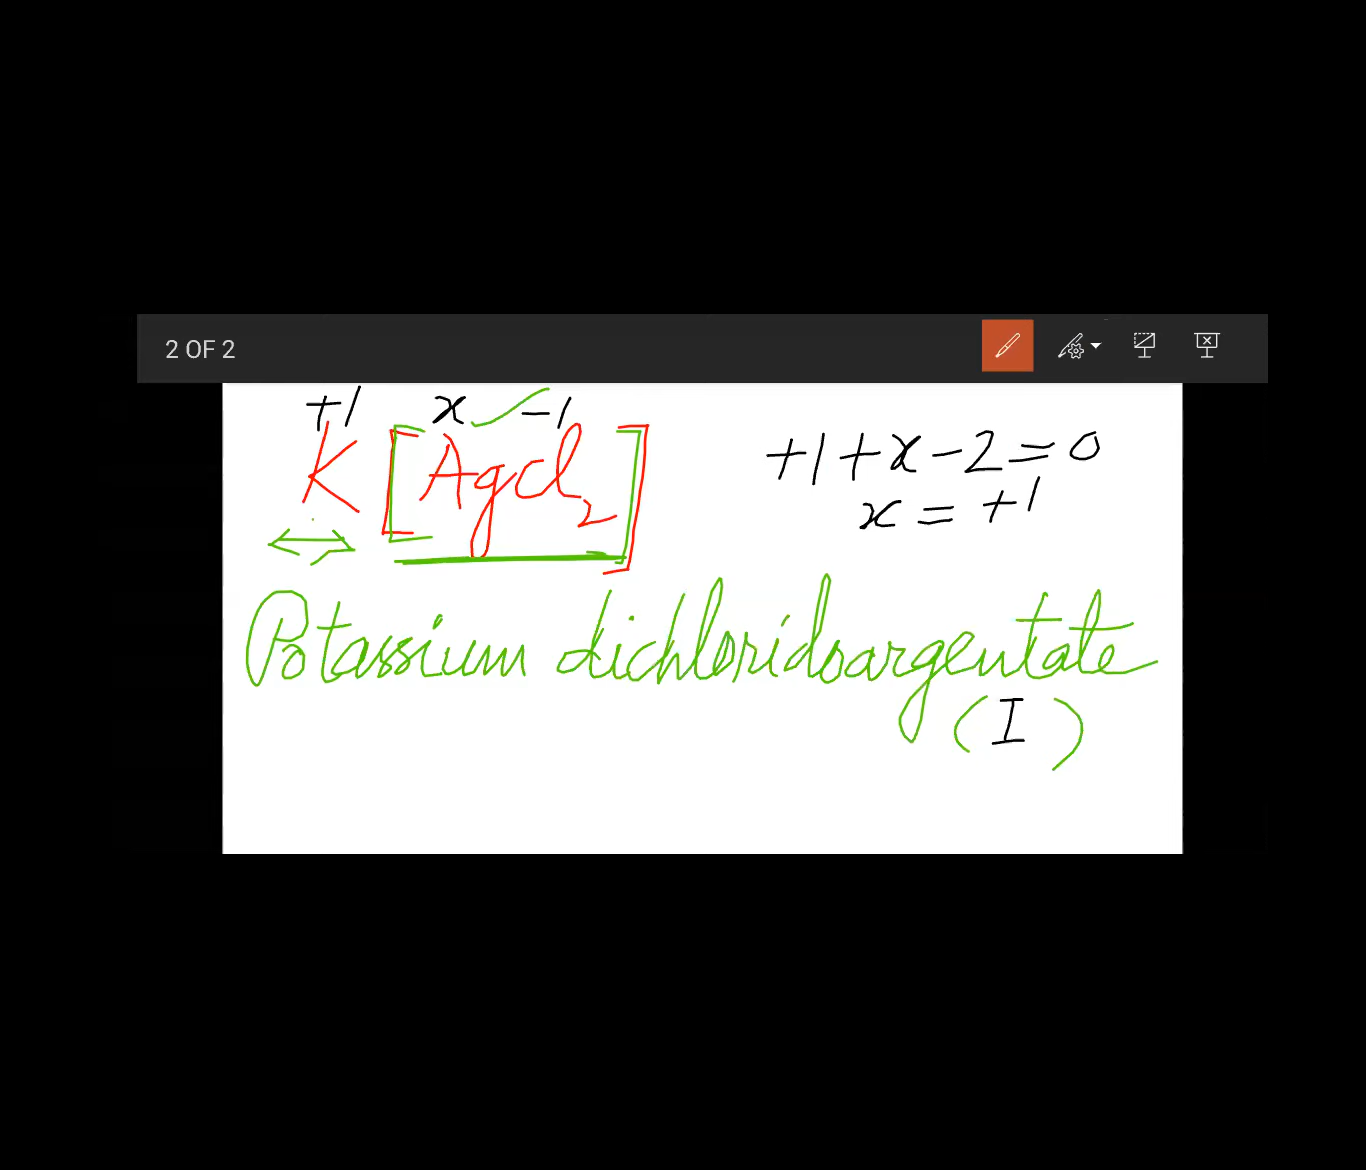 2 OF 2
+1 x -1
K [Agcl₂]
+1+x-2=0
x=+1
Potassium dichloridoargentate
(I)